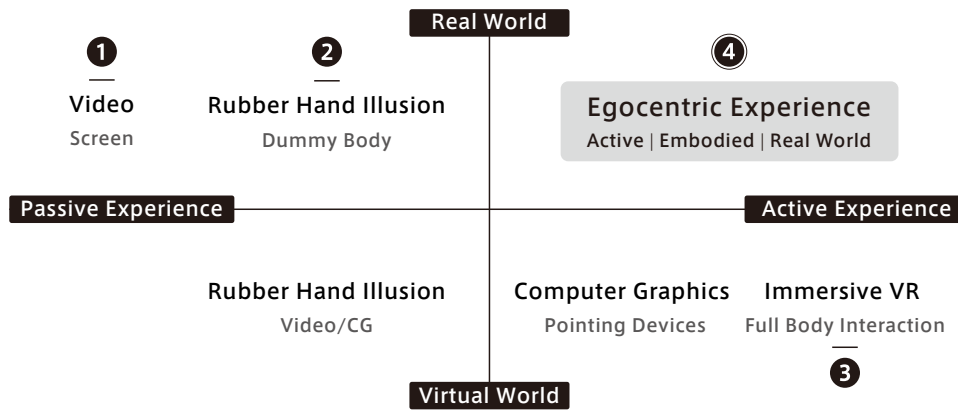 Real World
1
2
4
Video
Screen
Rubber Hand Illusion
Dummy Body
Egocentric Experience
Active | Embodied | Real World
Passive Experience
Active Experience
Rubber Hand Illusion
Video/CG
Computer Graphics
Pointing Devices
Immersive VR
Full Body Interaction
3
Virtual World